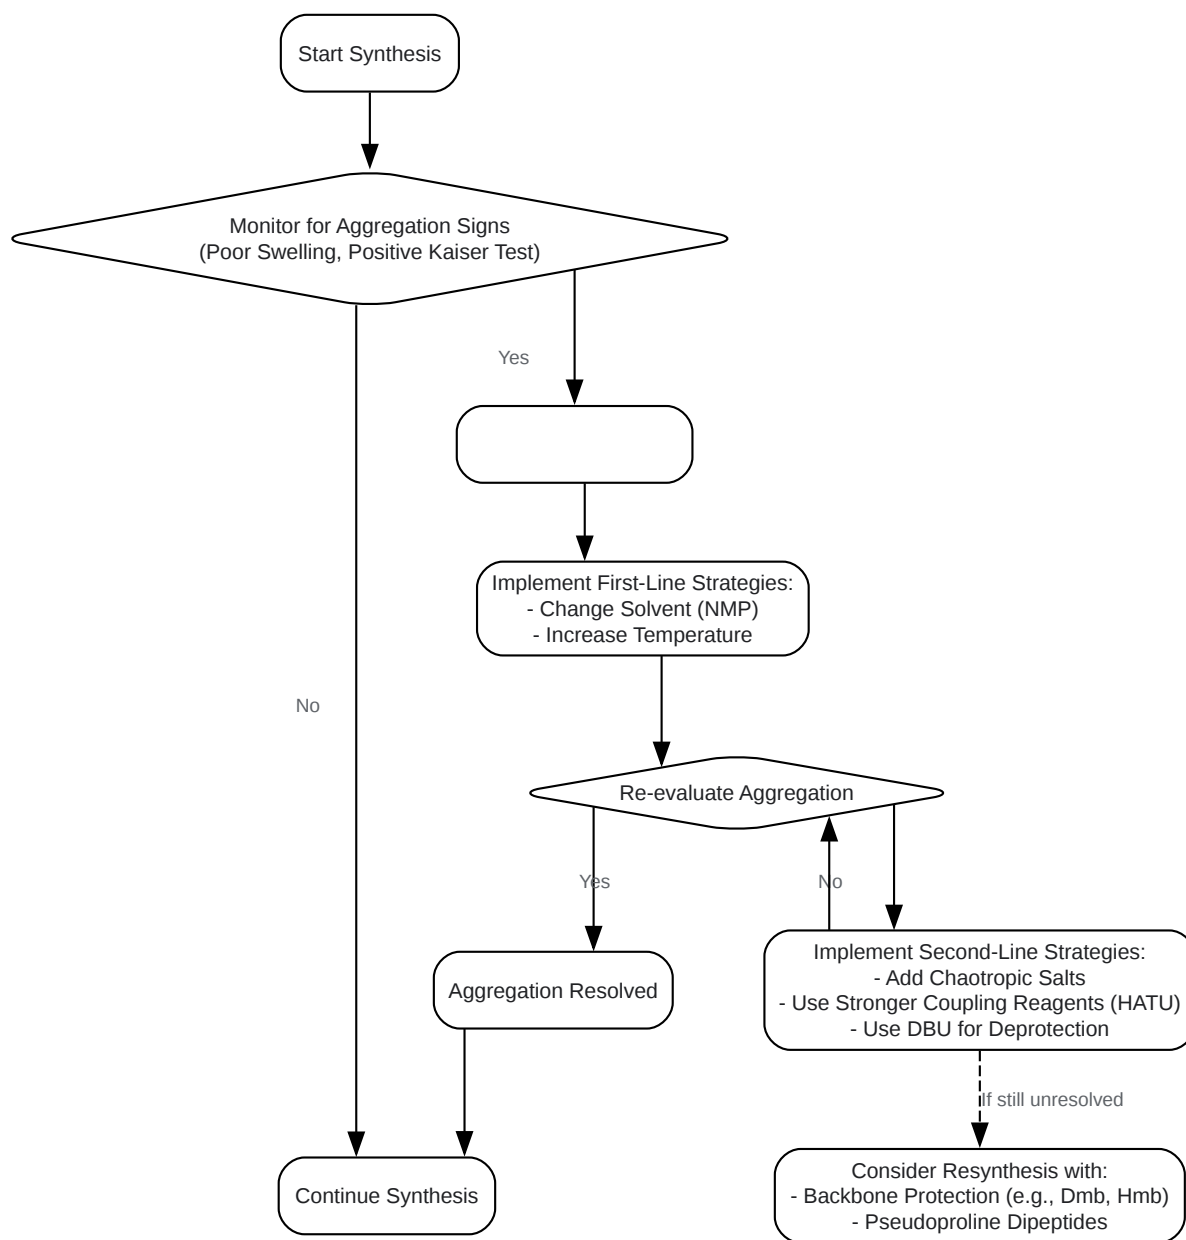 Start Synthesis
Monitor for Aggregation Signs
(Poor Swelling, Positive Kaiser Test)
Yes
Implement First-Line Strategies:
- Change Solvent (NMP)
- Increase Temperature
No
Re-evaluate Aggregation
Yes
No
Implement Second-Line Strategies:
- Add Chaotropic Salts
- Use Stronger Coupling Reagents (HATU)
- Use DBU for Deprotection
Aggregation Resolved
If still unresolved
Continue Synthesis
Consider Resynthesis with:
- Backbone Protection (e.g., Dmb, Hmb)
- Pseudoproline Dipeptides